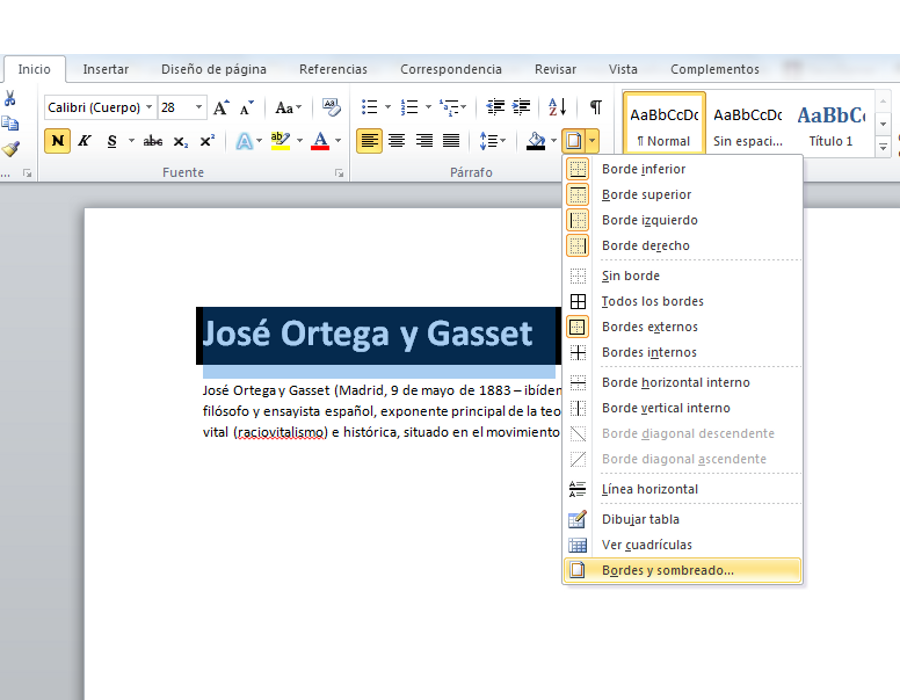 Inicio Insertar Diseño de página Referencias Correspondencia Revisar Vista Complementos
Calibri (Cuerpo) 28 A A Aa
N K S abc x₂ x² A ab A
AaBbCcDc AaBbCcDc AaBbCc
¶ Normal Sin espaci... Título 1
... Fuente Párrafo
Borde inferior
Borde superior
Borde izquierdo
Borde derecho
Sin borde
Todos los bordes
Bordes externos
Bordes internos
Borde horizontal interno
Borde vertical interno
Borde diagonal descendente
Borde diagonal ascendente
Línea horizontal
Dibujar tabla
Ver cuadrículas
Bordes y sombreado...
José Ortega y Gasset
José Ortega y Gasset (Madrid, 9 de mayo de 1883 – ibíden
filósofo y ensayista español, exponente principal de la teo
vital (raciovitalismo) e histórica, situado en el movimiento